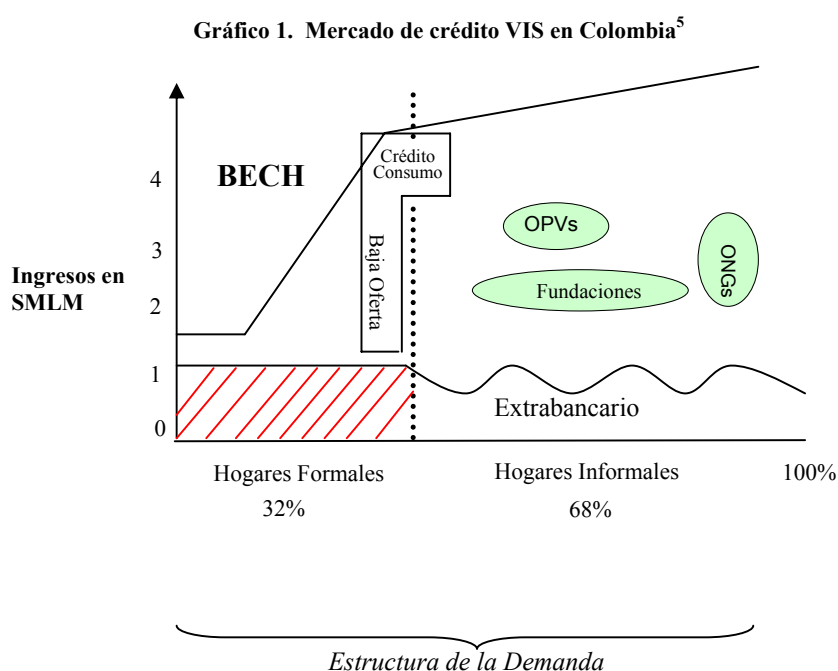 Gráfico 1. Mercado de crédito VIS en Colombia5
Ingresos en
SMLM
4
3
2
1
0
BECH
Crédito
Consumo
Baja Oferta
OPVs
Fundaciones
ONGs
Extrabancario
Hogares Formales
32%
Hogares Informales
68%
100%
Estructura de la Demanda